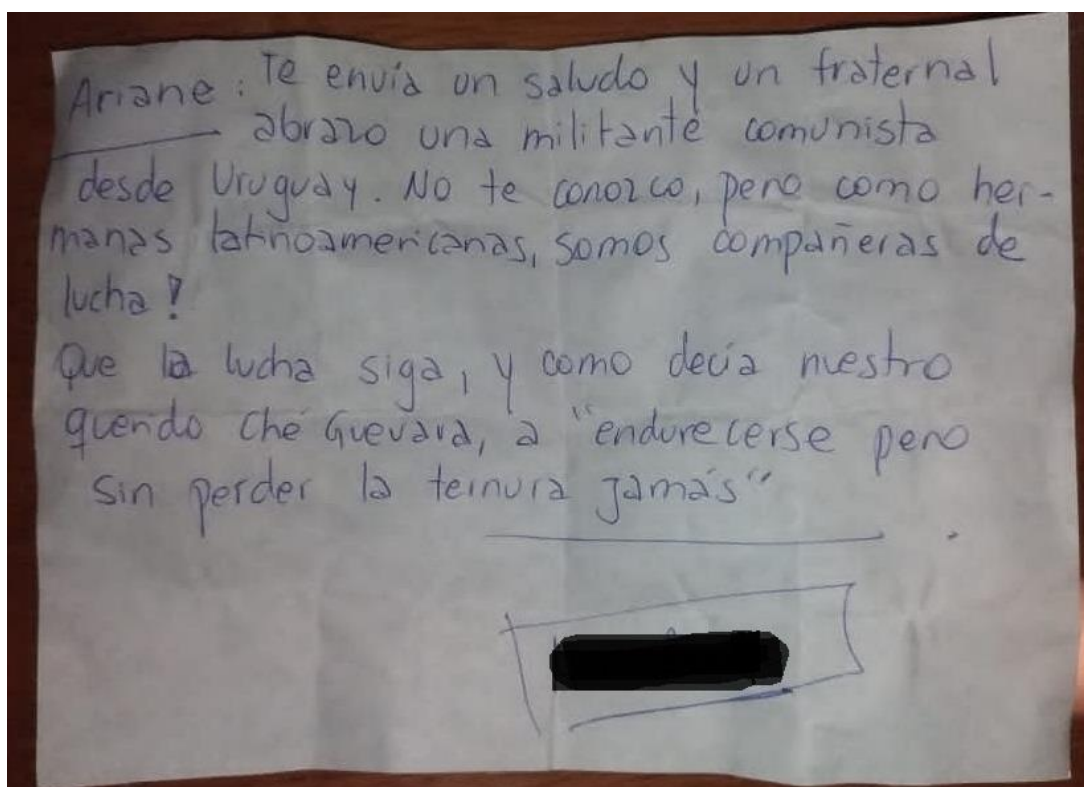 Ariane: Te envía un saludo y un fraternal
abrazo una militante comunista
desde Uruguay. No te conozco, pero como her-
manas latinoamericanas, somos compañeras de
lucha!
Que la lucha siga, y como decía nuestro
querido Ché Guevara, a "endurecerse pero
sin perder la ternura jamás"